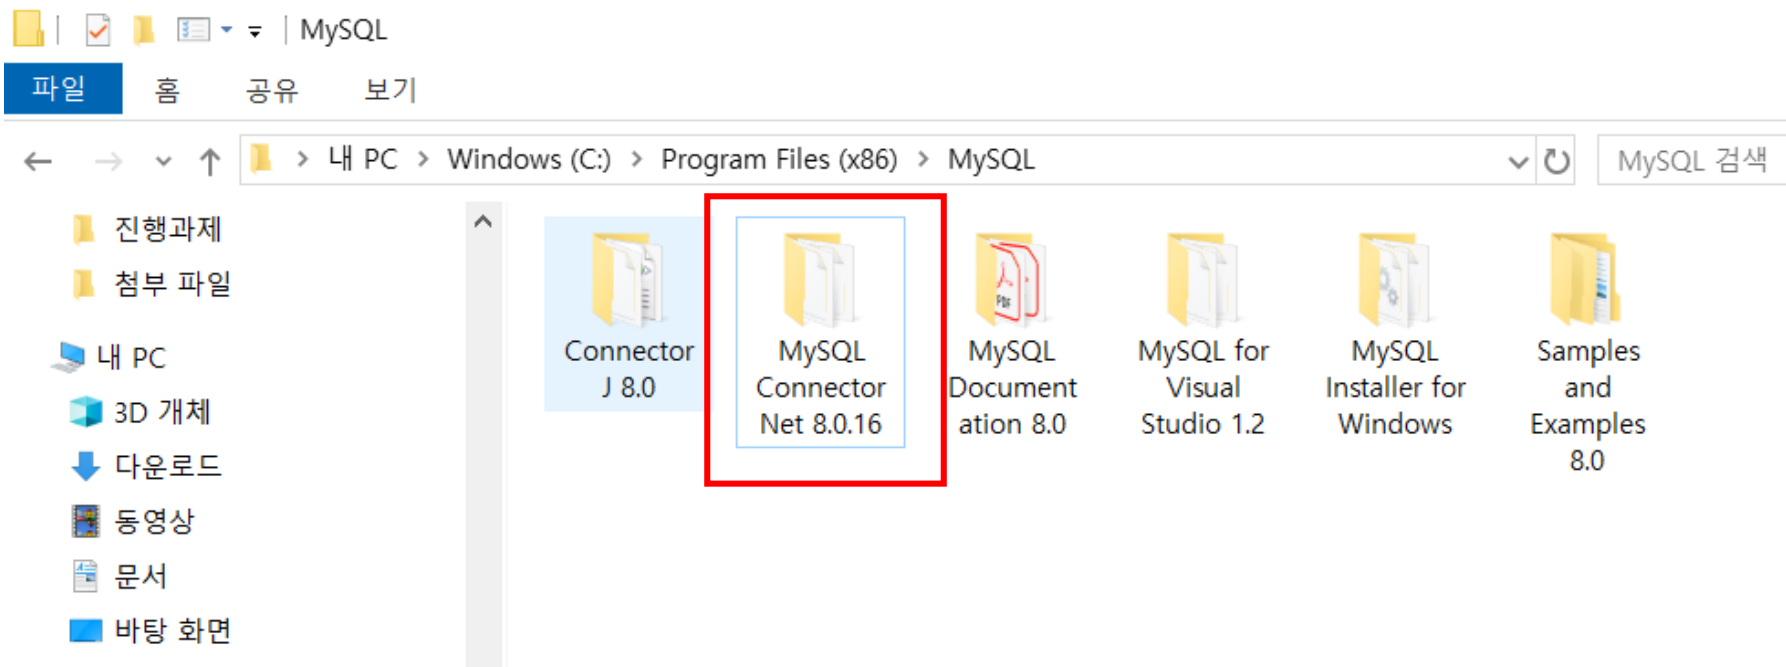 MySQL
파일 홈 공유 보기
내 PC > Windows (C:) > Program Files (x86) > MySQL
MySQL 검색
진행과제
첨부 파일
내 PC
3D 개체
다운로드
동영상
문서
바탕 화면
Connector
J 8.0
MySQL
Connector
Net 8.0.16
MySQL
Document
ation 8.0
MySQL for
Visual
Studio 1.2
MySQL
Installer for
Windows
Samples
and
Examples
8.0